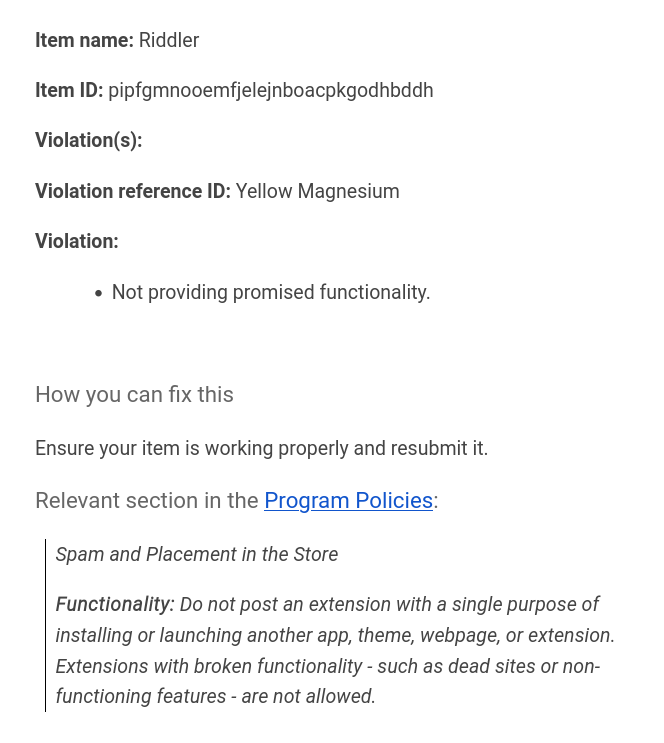 Item name: Riddler
Item ID: pipfgmnooemfjelejnboacpkgodhbddh
Violation(s):
Violation reference ID: Yellow Magnesium
Violation:
• Not providing promised functionality.
How you can fix this
Ensure your item is working properly and resubmit it.
Relevant section in the Program Policies:
Spam and Placement in the Store
Functionality: Do not post an extension with a single purpose of
installing or launching another app, theme, webpage, or extension.
Extensions with broken functionality - such as dead sites or non-
functioning features - are not allowed.